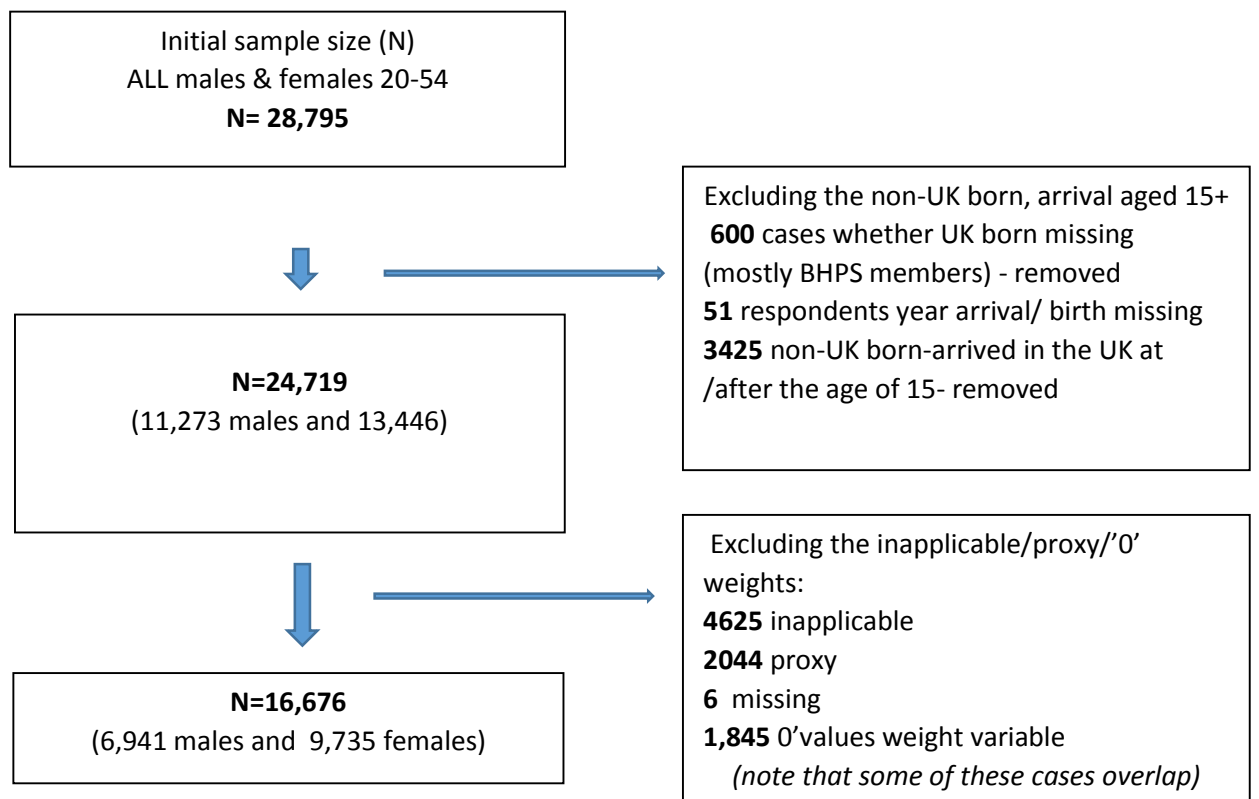 Initial sample size (N)
ALL males & females 20-54
N= 28,795
Excluding the non-UK born, arrival aged 15+
600 cases whether UK born missing
(mostly BHPS members) - removed
51 respondents year arrival/ birth missing
3425 non-UK born-arrived in the UK at
/after the age of 15- removed
N=24,719
(11,273 males and 13,446)
Excluding the inapplicable/proxy/’0’
weights:
4625 inapplicable
2044 proxy
6 missing
1,845 0’values weight variable
(note that some of these cases overlap)
N=16,676
(6,941 males and 9,735 females)